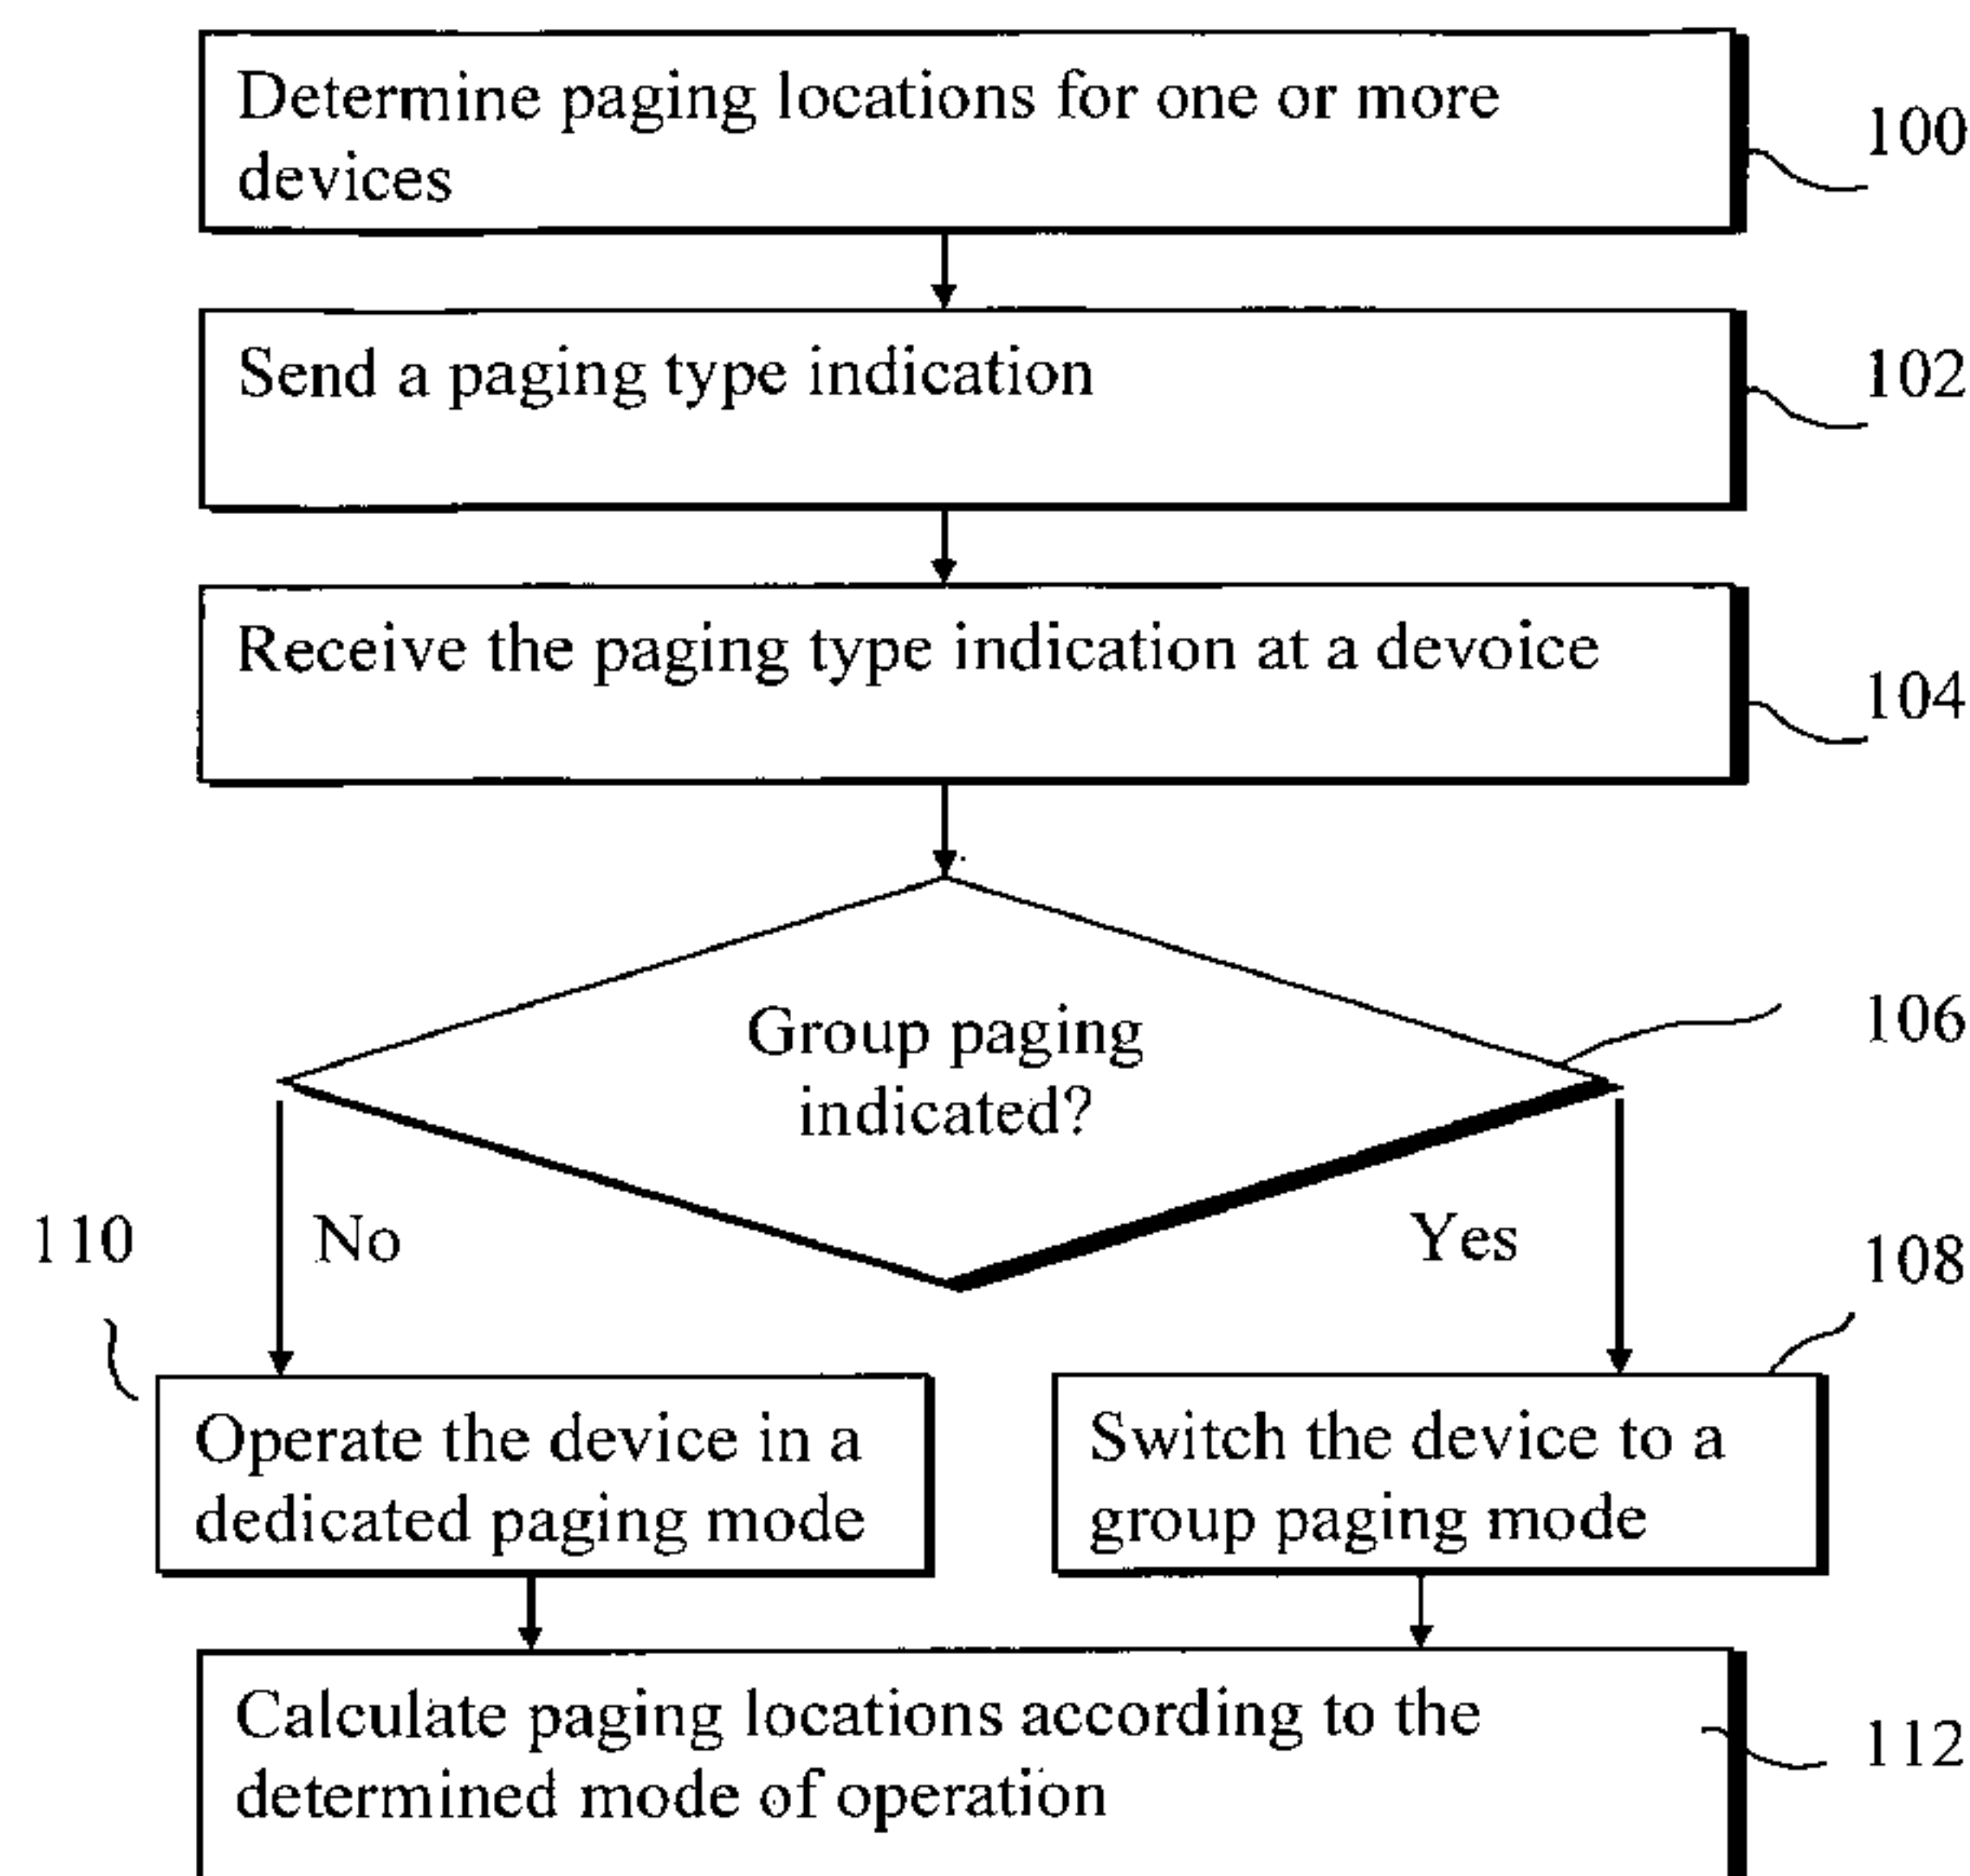 Determine paging locations for one or more
devices
100
Send a paging type indication
102
Receive the paging type indication at a devoice
104
Group paging
indicated?
106
No
Yes
110
108
Operate the device in a
dedicated paging mode
Switch the device to a
group paging mode
Calculate paging locations according to the
determined mode of operation
112